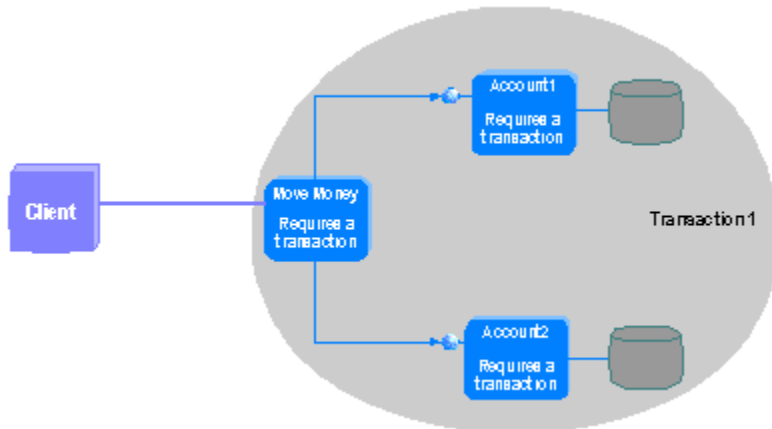 Account1
Requires a
transaction
Client
Move Money
Requires a
transaction
Transaction1
Account2
Requires a
transaction